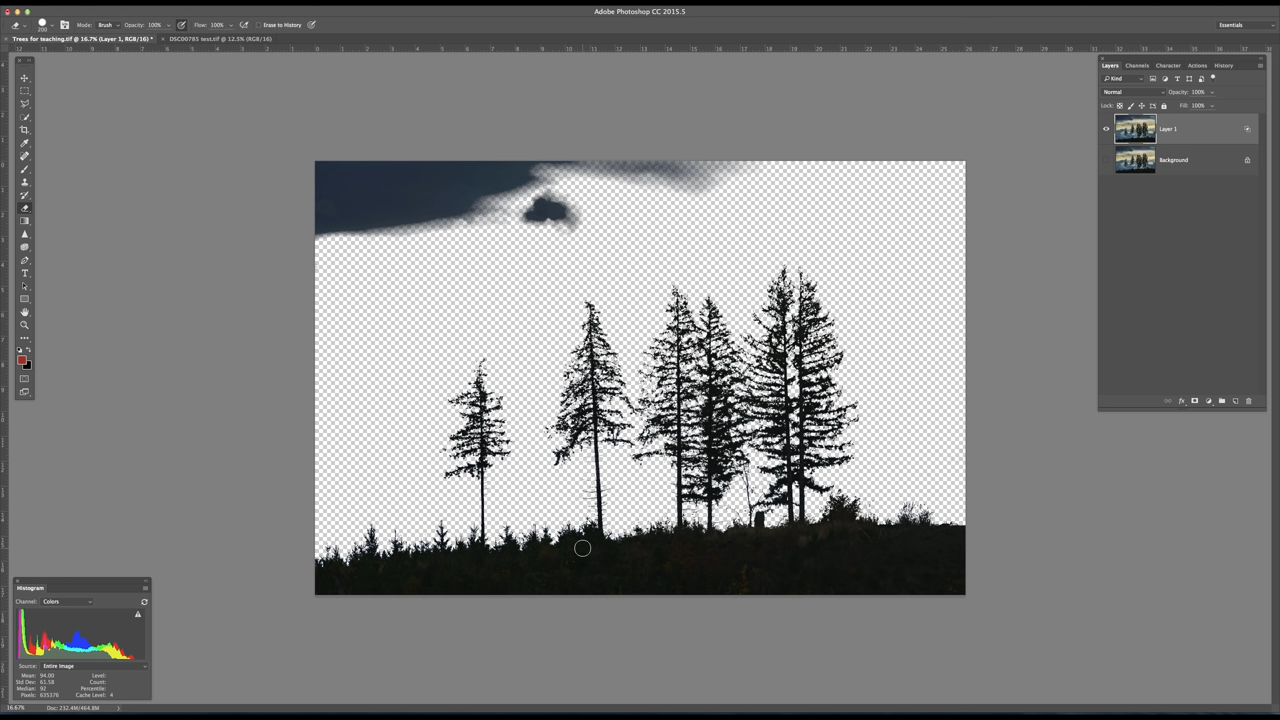 Adobe Photoshop CC 2015.5
200 Mode: Brush Opacity: 100% Flow: 100% Erase to History Essentials
Trees for teaching.tif @ 16.7% (Layer 1, RGB/16) * DSC00785 test.tif @ 12.5% (RGB/16)
Layers Channels Character Actions History
Kind
Normal Opacity: 100%
Lock: Fill: 100%
Layer 1
Background
Histogram
Channel: Colors
Source: Entire Image
Mean: 94.00 Level:
Std Dev: 61.58 Count:
Median: 92 Percentile:
Pixels: 635376 Cache Level: 4
16.67% Doc: 232.4M/464.8M